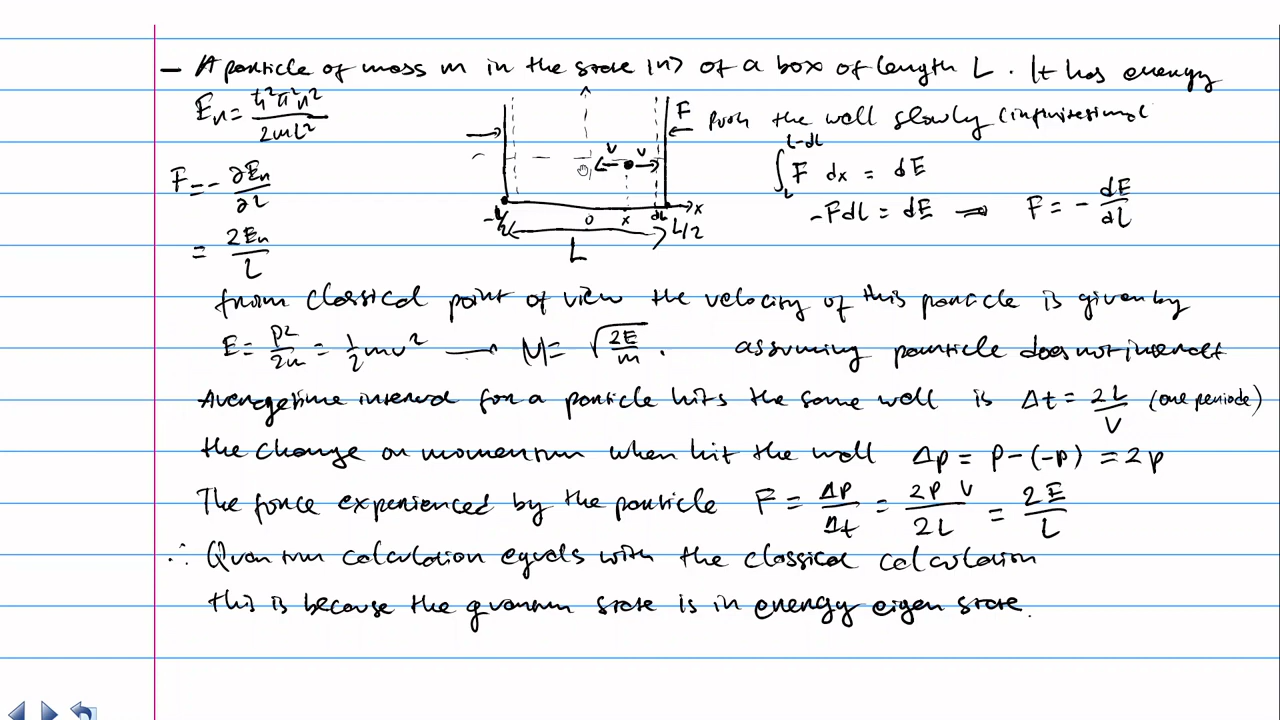 – A particle of mass m in the state |n> of a box of length L. It has energy
Eₙ = ħ²π²n² / 2mL²
F
Push the wall slowly (infinitesimal
F = - ∂Eₙ/∂L
v v
∫_L^{L-dL} F dx = dE
-L/2 0 x dL L/2 x
-FdL = dE → F = - dE/dL
= 2Eₙ/L
L
from classical point of view the velocity of this particle is given by
E = p²/2m = ½mv² → |v| = √(2E/m). assuming particle does not interact
Average time interval for a particle hits the same wall is Δt = 2L/v (one periode)
the change on momentum when hit the wall Δp = p-(-p) = 2p
The force experienced by the particle F = Δp/Δt = 2p v/2L = 2E/L
∴ Quantum calculation equals with the classical calculation
this is because the quantum state is in energy eigen state.